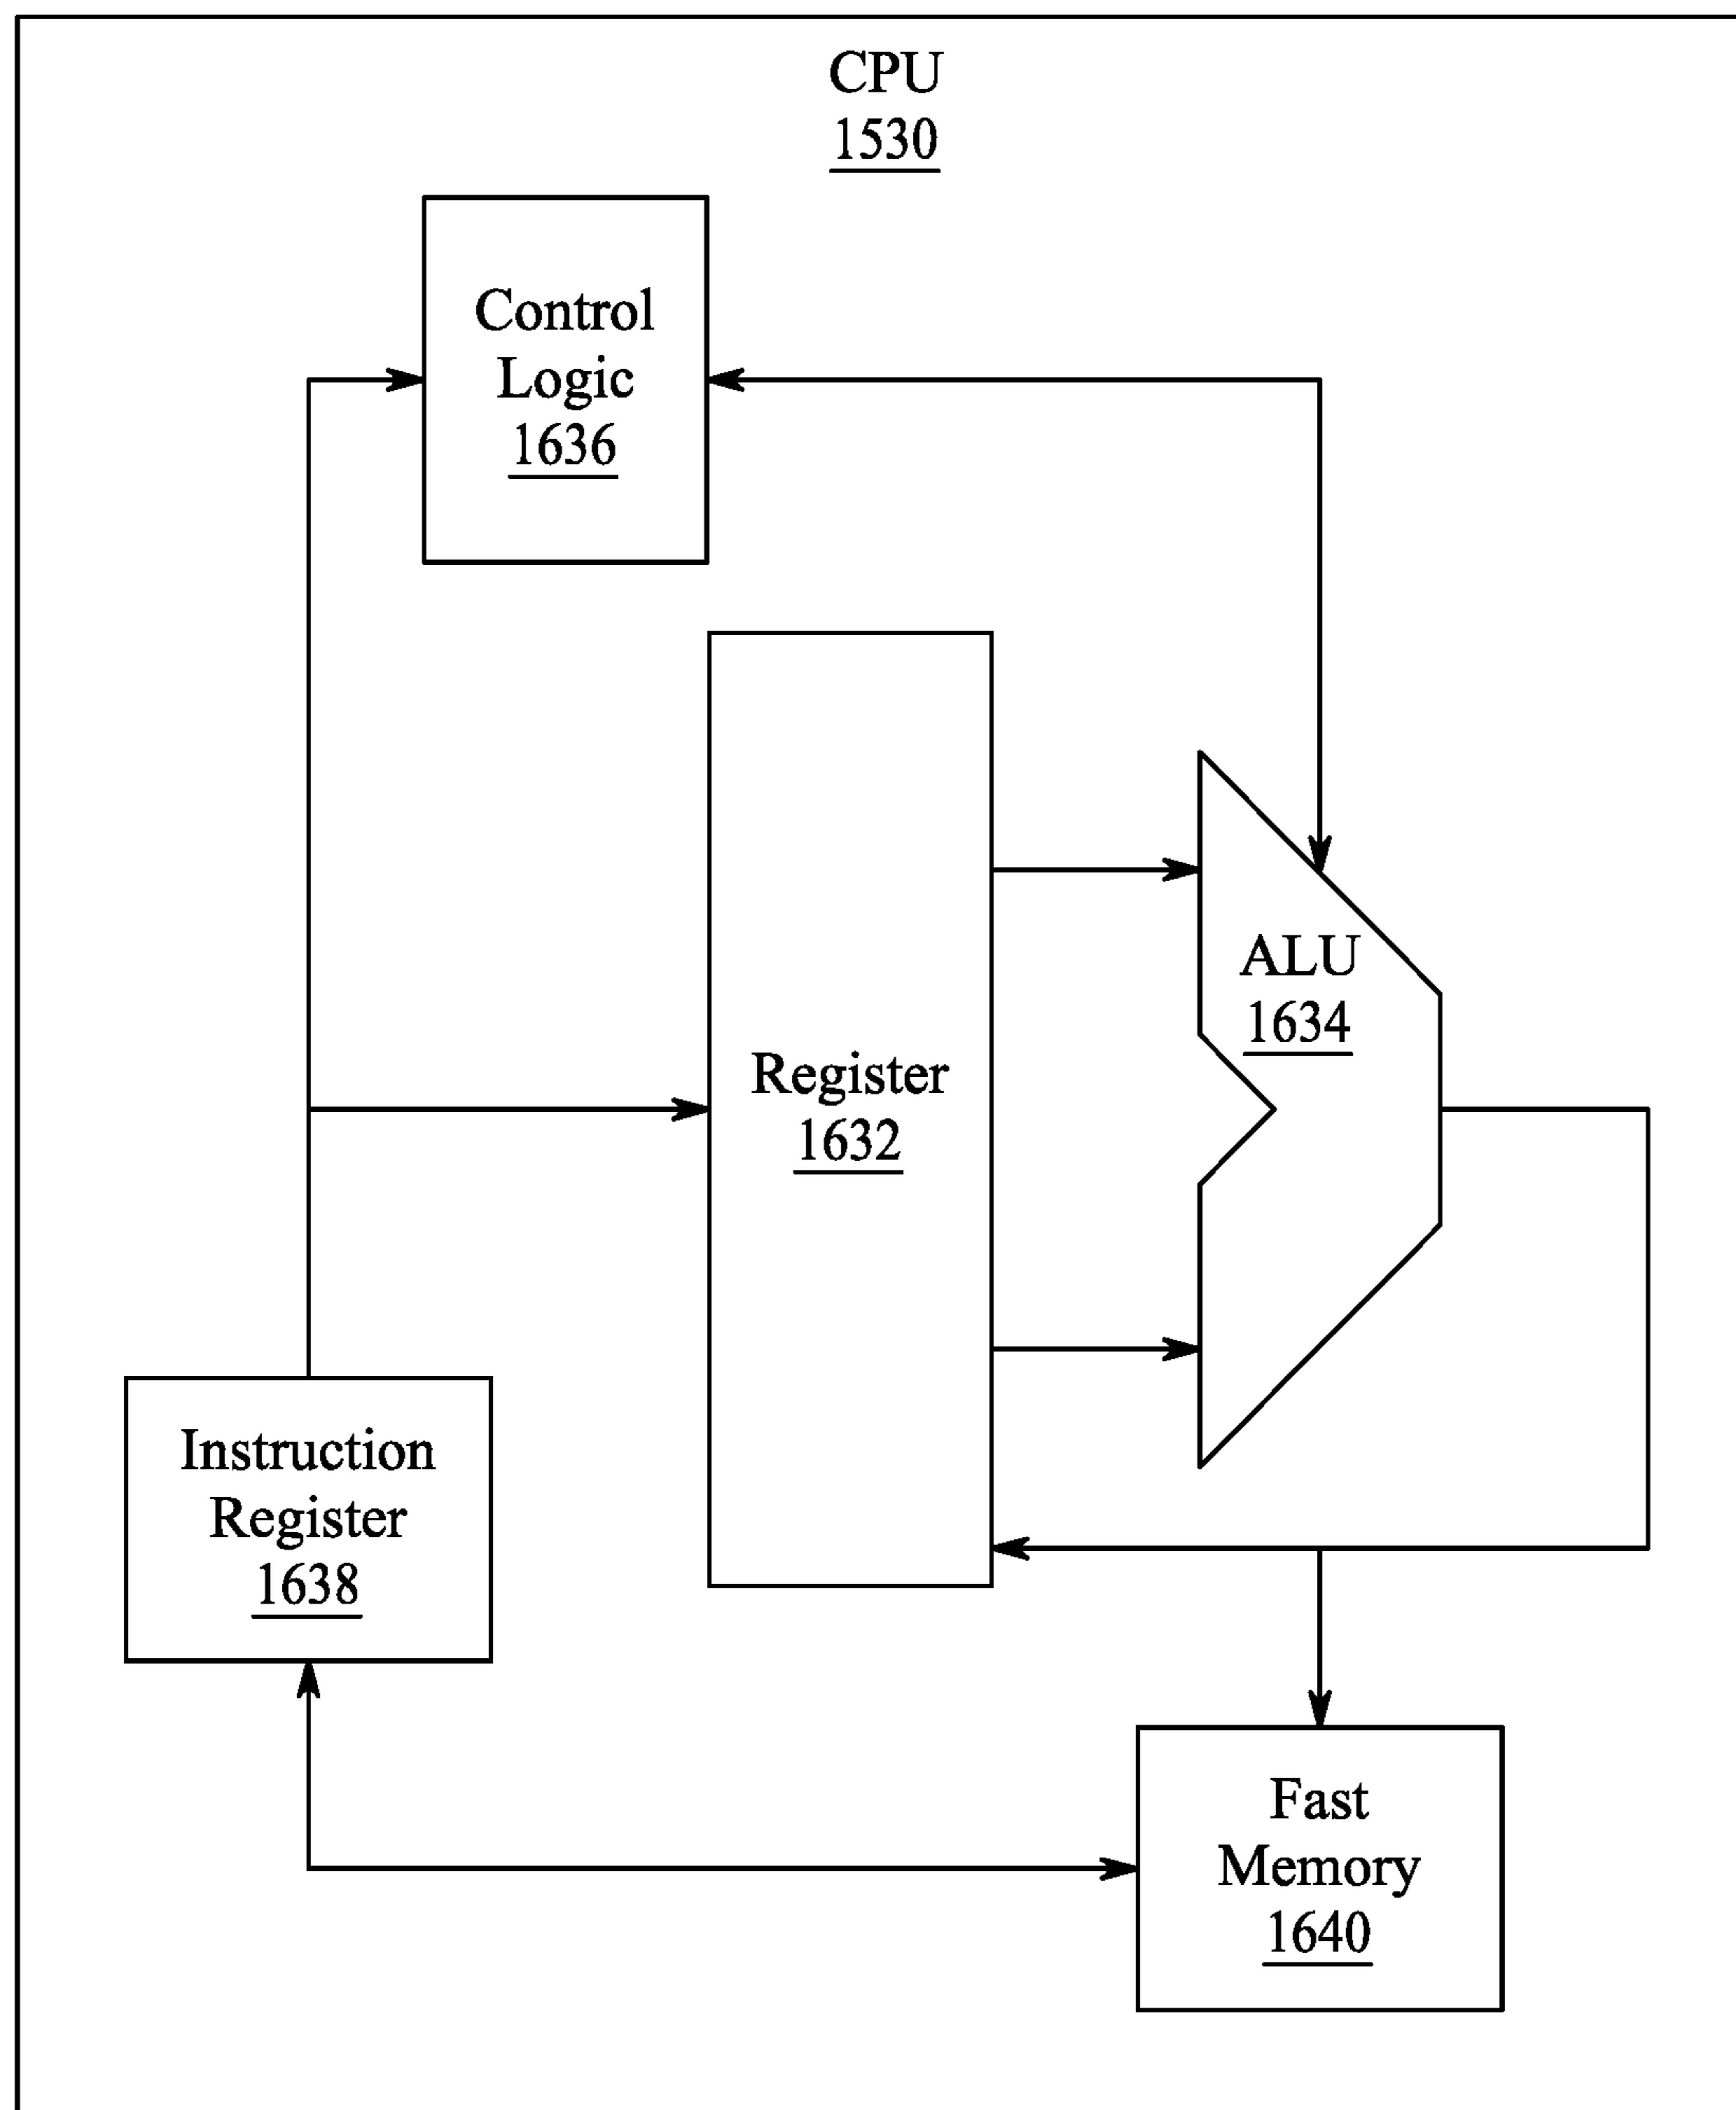 CPU
1530
Control
Logic
1636
ALU
1634
Register
1632
Instruction
Register
1638
Fast
Memory
1640